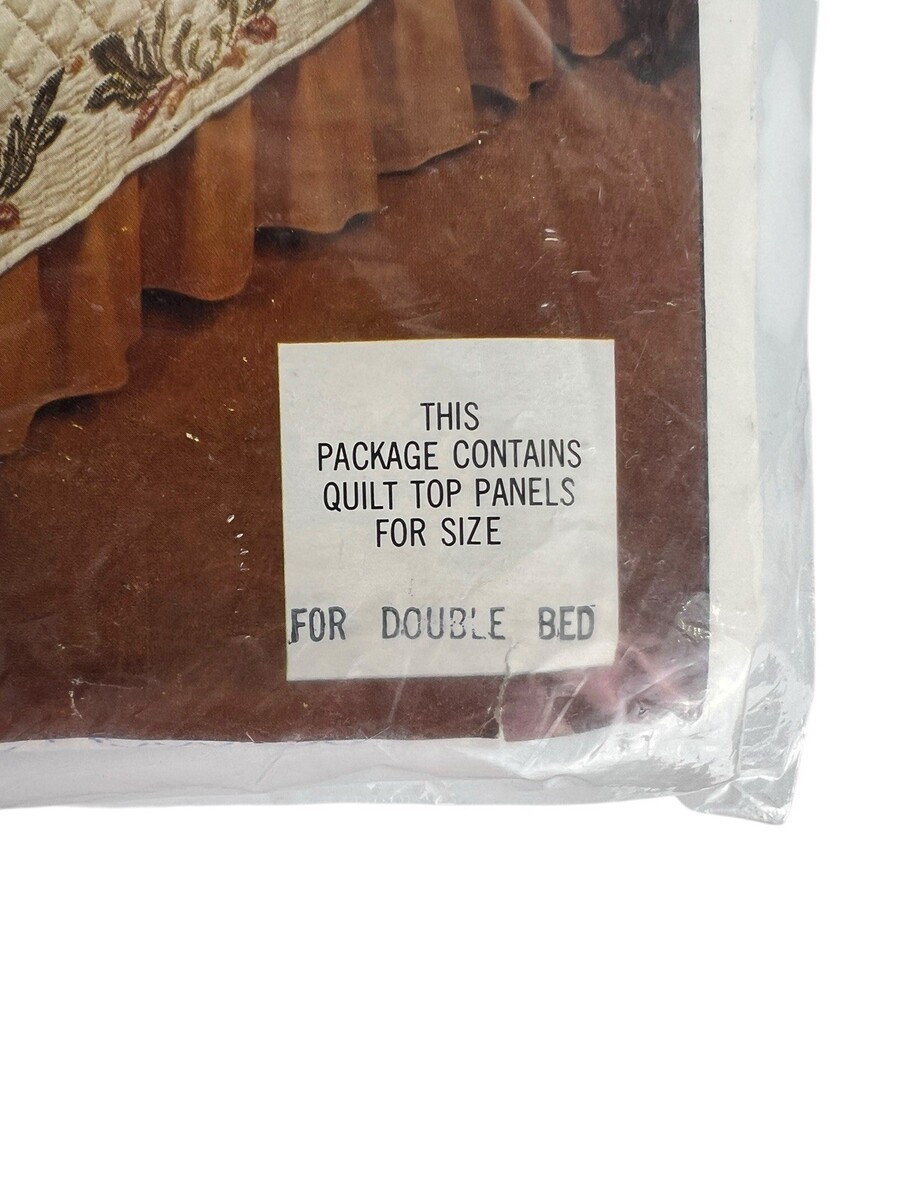 THIS
PACKAGE CONTAINS
QUILT TOP PANELS
FOR SIZE
FOR DOUBLE BED